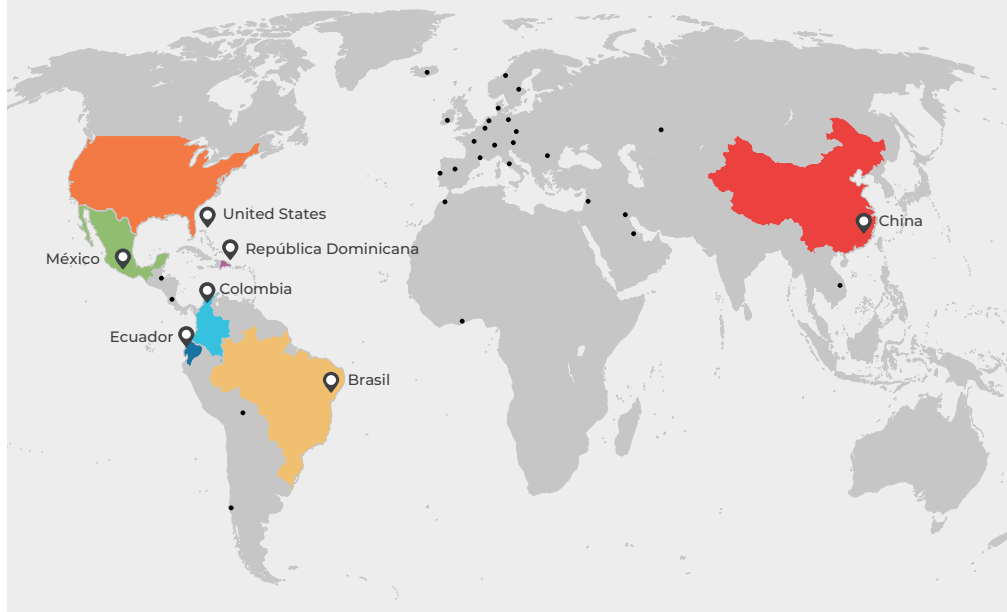 United States
China
República Dominicana
México
Colombia
Ecuador
Brasil